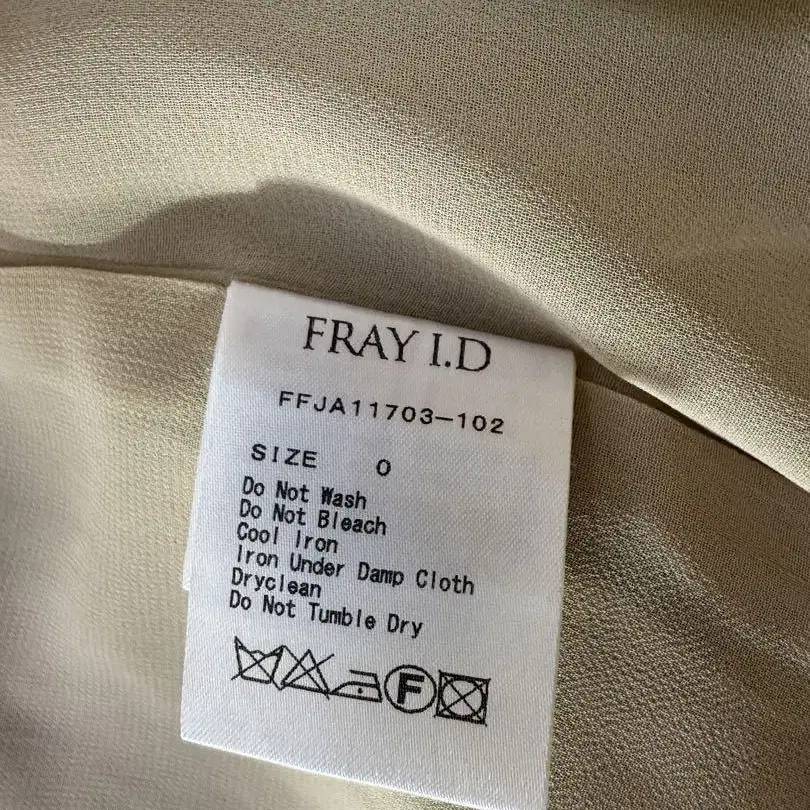 FRAY I.D
FFJA11703-102
SIZE 0
Do Not Wash
Do Not Bleach
Cool Iron
Iron Under Damp Cloth
Dryclean
Do Not Tumble Dry
F